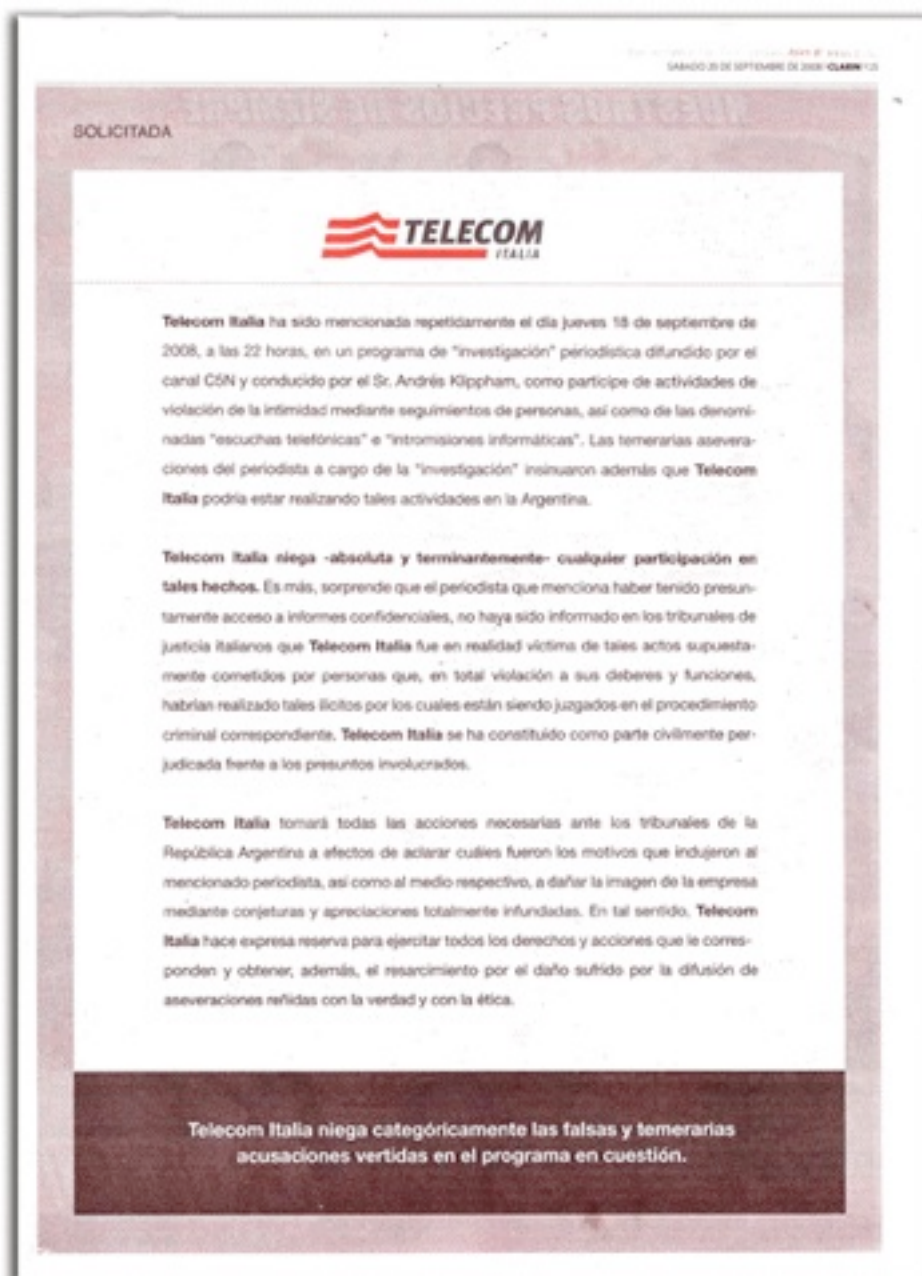 SABADO 20 DE SEPTIEMBRE DE 2008 CLARIN
SOLICITADA
TELECOM
ITALIA
Telecom Italia ha sido mencionada repetidamente el día jueves 18 de septiembre de
2008, a las 22 horas, en un programa de "investigación" periodística difundido por el
canal C5N y conducido por el Sr. Andrés Klippham, como partícipe de actividades de
violación de la intimidad mediante seguimientos de personas, así como de las denomi-
nadas "escuchas telefónicas" e "intromisiones informáticas". Las temerarias asevera-
ciones del periodista a cargo de la "investigación" insinuaron además que Telecom
Italia podría estar realizando tales actividades en la Argentina.
Telecom Italia niega -absoluta y terminantemente- cualquier participación en
tales hechos. Es más, sorprende que el periodista que menciona haber tenido presun-
tamente acceso a informes confidenciales, no haya sido informado en los tribunales de
justicia italianos que Telecom Italia fue en realidad víctima de tales actos supuesta-
mente cometidos por personas que, en total violación a sus deberes y funciones,
habrían realizado tales ilícitos por los cuales están siendo juzgados en el procedimiento
criminal correspondiente. Telecom Italia se ha constituido como parte civilmente per-
judicada frente a los presuntos involucrados.
Telecom Italia tomará todas las acciones necesarias ante los tribunales de la
República Argentina a efectos de aclarar cuáles fueron los motivos que indujeron al
mencionado periodista, así como al medio respectivo, a dañar la imagen de la empresa
mediante conjeturas y apreciaciones totalmente infundadas. En tal sentido, Telecom
Italia hace expresa reserva para ejercitar todos los derechos y acciones que le corres-
ponden y obtener, además, el resarcimiento por el daño sufrido por la difusión de
aseveraciones reñidas con la verdad y con la ética.
Telecom Italia niega categóricamente las falsas y temerarias
acusaciones vertidas en el programa en cuestión.